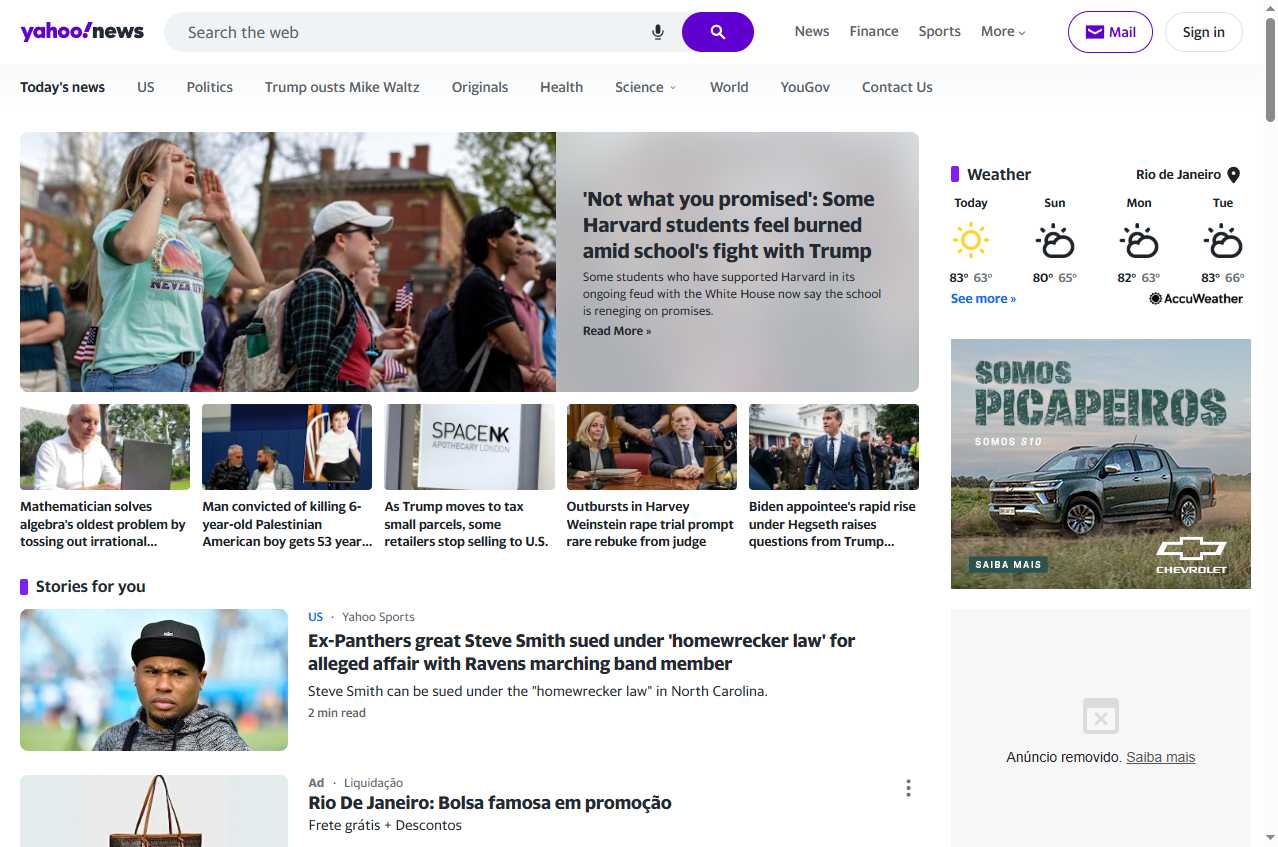 yahoo!news
Search the web
News
Finance
Sports
More
Mail
Sign in
Today's news
US
Politics
Trump ousts Mike Waltz
Originals
Health
Science
World
YouGov
Contact Us
'Not what you promised': Some
Harvard students feel burned
amid school's fight with Trump
Some students who have supported Harvard in its
ongoing feud with the White House now say the school
is reneging on promises.
Read More »
SPACENK
APOTHECARY LONDON
Mathematician solves
algebra's oldest problem by
tossing out irrational...
Man convicted of killing 6-
year-old Palestinian
American boy gets 53 year...
As Trump moves to tax
small parcels, some
retailers stop selling to U.S.
Outbursts in Harvey
Weinstein rape trial prompt
rare rebuke from judge
Biden appointee's rapid rise
under Hegseth raises
questions from Trump...
Stories for you
US · Yahoo Sports
Ex-Panthers great Steve Smith sued under 'homewrecker law' for
alleged affair with Ravens marching band member
Steve Smith can be sued under the "homewrecker law" in North Carolina.
2 min read
Ad · Liquidação
Rio De Janeiro: Bolsa famosa em promoção
Frete grátis + Descontos
Weather
Rio de Janeiro
Today
Sun
Mon
Tue
83° 63°
80° 65°
82° 63°
83° 66°
See more »
AccuWeather
SOMOS
PICAPEIROS
SOMOS S10
SAIBA MAIS
CHEVROLET
Anúncio removido. Saiba mais